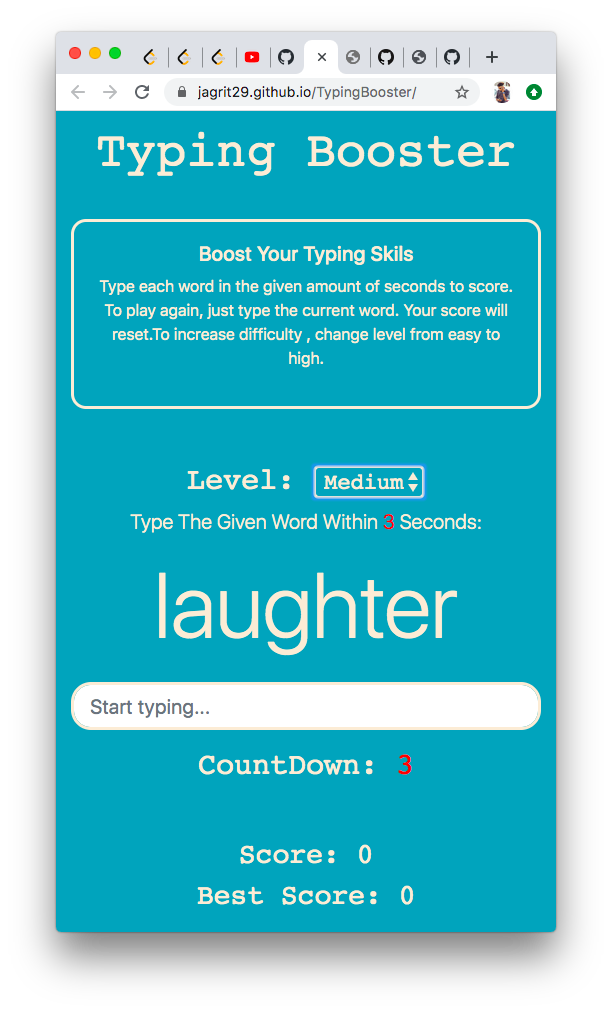 jagrit29.github.io/TypingBooster/
Typing Booster
Boost Your Typing Skils
Type each word in the given amount of seconds to score.
To play again, just type the current word. Your score will
reset.To increase difficulty , change level from easy to
high.
Level: Medium
Type The Given Word Within 3 Seconds:
laughter
Start typing...
CountDown: 3
Score: 0
Best Score: 0